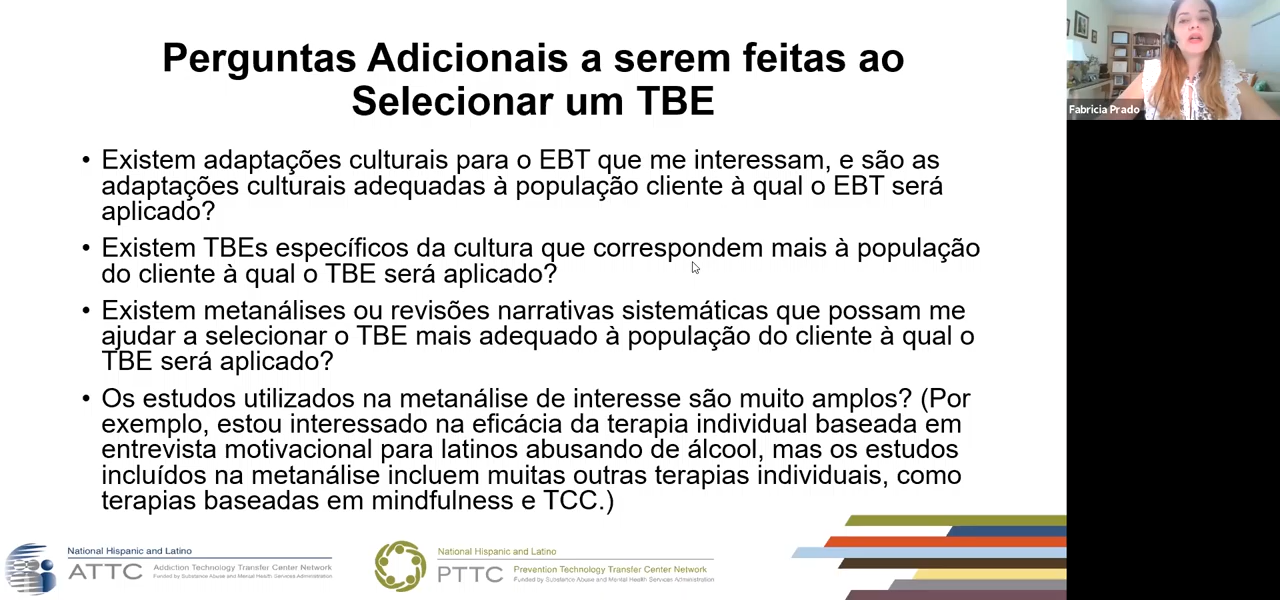 Perguntas Adicionais a serem feitas ao
Selecionar um TBE
• Existem adaptações culturais para o EBT que me interessam, e são as
adaptações culturais adequadas à população cliente à qual o EBT será
aplicado?
• Existem TBEs específicos da cultura que correspondem mais à população
do cliente à qual o TBE será aplicado?
• Existem metanálises ou revisões narrativas sistemáticas que possam me
ajudar a selecionar o TBE mais adequado à população do cliente à qual o
TBE será aplicado?
• Os estudos utilizados na metanálise de interesse são muito amplos? (Por
exemplo, estou interessado na eficácia da terapia individual baseada em
entrevista motivacional para latinos abusando de álcool, mas os estudos
incluídos na metanálise incluem muitas outras terapias individuais, como
terapias baseadas em mindfulness e TCC.)
Fabricia Prado
National Hispanic and Latino
ATTC
Addiction Technology Transfer Center Network
Funded by Substance Abuse and Mental Health Services Administration
National Hispanic and Latino
PTTC
Prevention Technology Transfer Center Network
Funded by Substance Abuse and Mental Health Services Administration